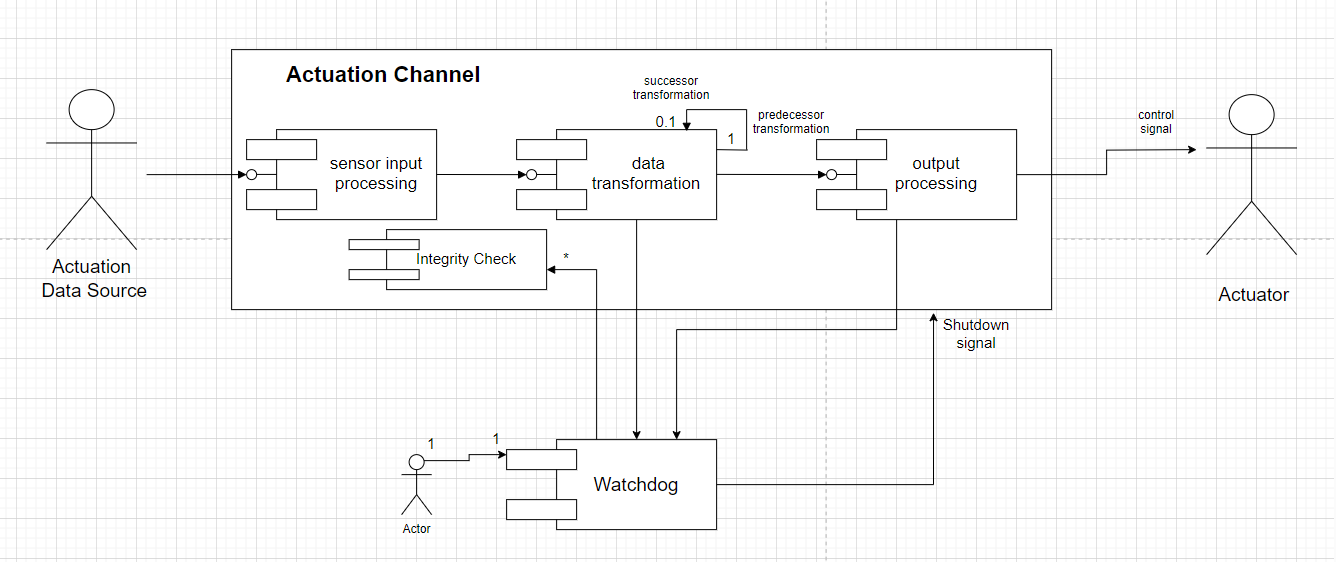 Actuation Channel
successor
transformation
0.1
1
predecessor
transformation
control
signal
sensor input
processing
data
transformation
output
processing
Integrity Check
*
Actuation
Data Source
Actuator
Shutdown
signal
1
1
Watchdog
Actor